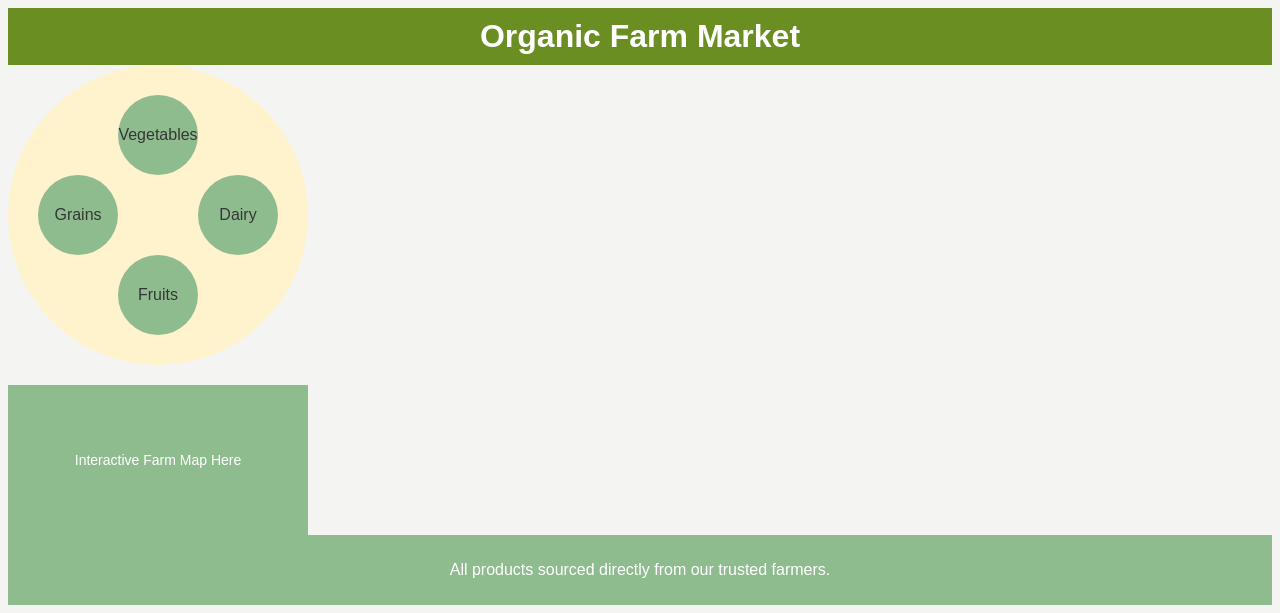 Organic Farm Market
Vegetables
Grains
Dairy
Fruits
Interactive Farm Map Here
All products sourced directly from our trusted farmers.